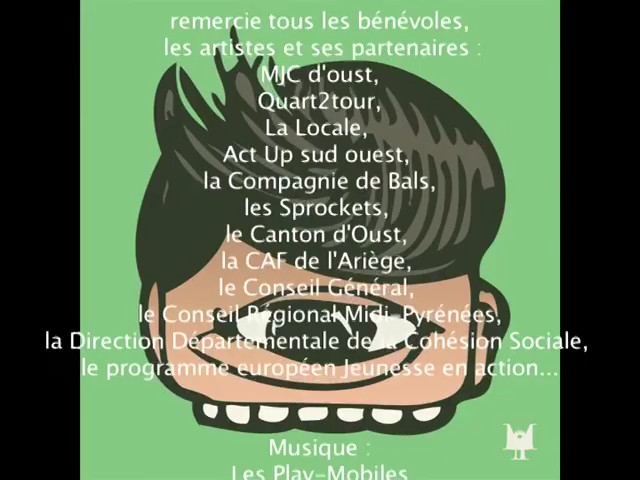 remercie tous les bénévoles,
les artistes et ses partenaires :
MJC d'oust,
Quart2tour,
La Locale,
Act Up sud ouest,
la Compagnie de Bals,
les Sprockets,
le Canton d'Oust,
la CAF de l'Ariège,
le Conseil Général,
le Conseil Régional Midi-Pyrénées,
la Direction Départementale de la Cohésion Sociale,
le programme européen Jeunesse en action...
Musique :
Les Play-Mobiles